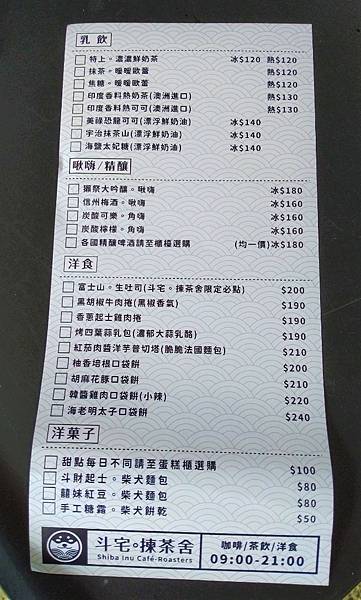 乳飲
特上。濃濃鮮奶茶 冰$120 熱$120
抹茶。暖暖歐蕾 熱$120
焦糖。暖暖歐蕾 熱$120
印度香料熱奶茶(澳洲進口) 熱$130
印度香料熱可可(澳洲進口) 熱$130
美祿恐龍可可(漂浮鮮奶油) 冰$140
宇治抹茶山(漂浮鮮奶油) 冰$140
海鹽太妃糖(漂浮鮮奶油) 冰$140
啾嗨/精釀
獺祭大吟釀。啾嗨 冰$180
信州梅酒。啾嗨 冰$160
炭酸可樂。角嗨 冰$160
炭酸檸檬。角嗨 冰$160
各國精釀啤酒請至櫃檯選購 (均一價)冰$180
洋食
富士山。生吐司(斗宅。揀茶舍限定必點) $200
黑胡椒牛肉捲(黑椒香氣) $190
香蔥起士雞肉捲 $190
烤四葉蒜乳包(濃郁大蒜乳酪) $190
紅茄肉醬洋芋普切塔(脆脆法國麵包) $210
柚香培根口袋餅 $200
胡麻花豚口袋餅 $210
韓醬雞肉口袋餅(小辣) $220
海老明太子口袋餅 $240
洋菓子
甜點每日不同請至蛋糕櫃選購 $100
斗財起士。柴犬麵包 $80
囍妹紅豆。柴犬麵包 $80
手工糖霜。柴犬餅乾 $50
斗宅。揀茶舍
Shiba Inu Café-Roasters
咖啡/茶飲/洋食
09:00-21:00